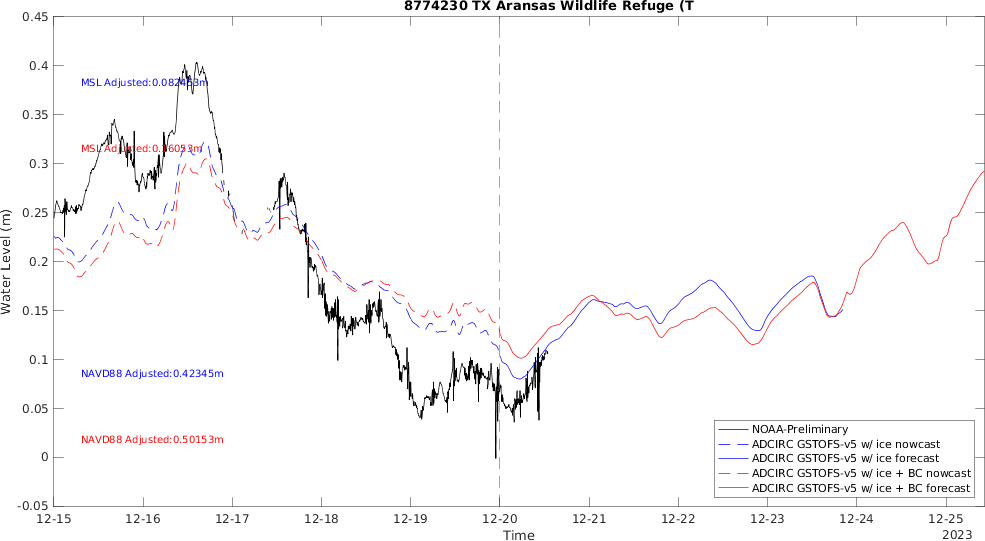 8774230 TX Aransas Wildlife Refuge (T
0.45
0.4
0.35
0.3
0.25
0.2
0.15
0.1
0.05
0
-0.05
Water Level (m)
MSL Adjusted:0.082453m
MSL Adjusted:0.16053m
NAVD88 Adjusted:0.42345m
NAVD88 Adjusted:0.50153m
NOAA-Preliminary
ADCIRC GSTOFS-v5 w/ ice nowcast
ADCIRC GSTOFS-v5 w/ ice forecast
ADCIRC GSTOFS-v5 w/ ice + BC nowcast
ADCIRC GSTOFS-v5 w/ ice + BC forecast
12-15 12-16 12-17 12-18 12-19 12-20 12-21 12-22 12-23 12-24 12-25
Time
2023